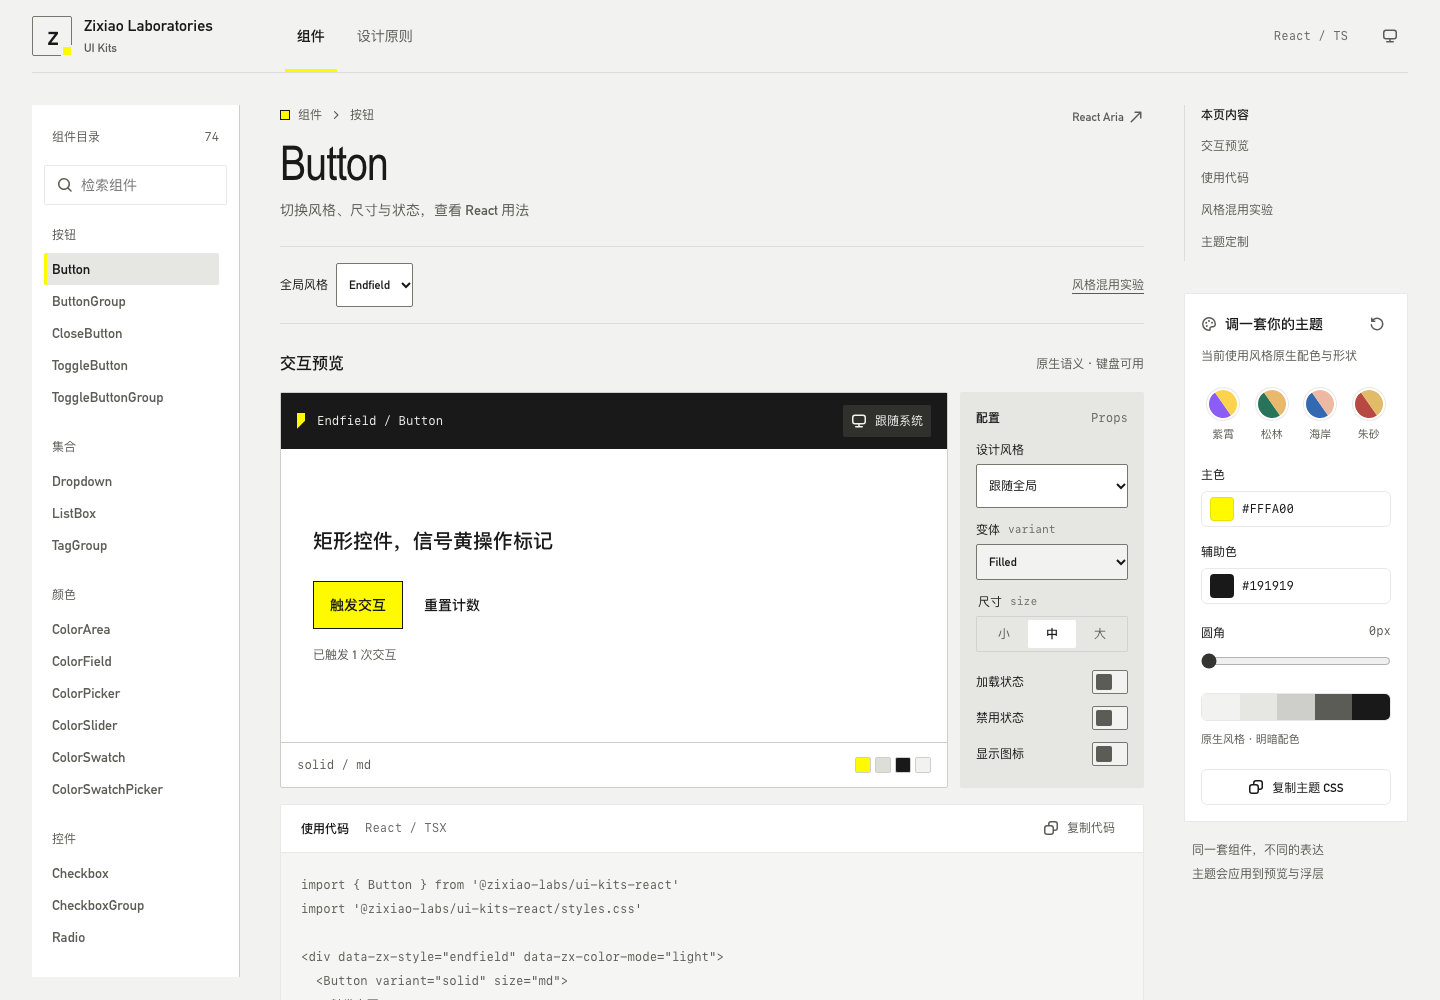 Z
Zixiao Laboratories
UI Kits
组件
设计原则
React / TS
组件目录
74
检索组件
按钮
Button
ButtonGroup
CloseButton
ToggleButton
ToggleButtonGroup
集合
Dropdown
ListBox
TagGroup
颜色
ColorArea
ColorField
ColorPicker
ColorSlider
ColorSwatch
ColorSwatchPicker
控件
Checkbox
CheckboxGroup
Radio
组件 > 按钮
React Aria
Button
切换风格、尺寸与状态，查看 React 用法
全局风格
Endfield
风格混用实验
交互预览
原生语义 · 键盘可用
Endfield / Button
跟随系统
矩形控件，信号黄操作标记
触发交互
重置计数
已触发 1 次交互
solid / md
配置
Props
设计风格
跟随全局
变体 variant
Filled
尺寸 size
小
中
大
加载状态
禁用状态
显示图标
使用代码
React / TSX
复制代码
import { Button } from '@zixiao-labs/ui-kits-react'
import '@zixiao-labs/ui-kits-react/styles.css'
<div data-zx-style="endfield" data-zx-color-mode="light">
<Button variant="solid" size="md">
本页内容
交互预览
使用代码
风格混用实验
主题定制
调一套你的主题
当前使用风格原生配色与形状
紫霄
松林
海岸
朱砂
主色
#FFFA00
辅助色
#191919
圆角
0px
原生风格 · 明暗配色
复制主题 CSS
同一套组件，不同的表达
主题会应用到预览与浮层